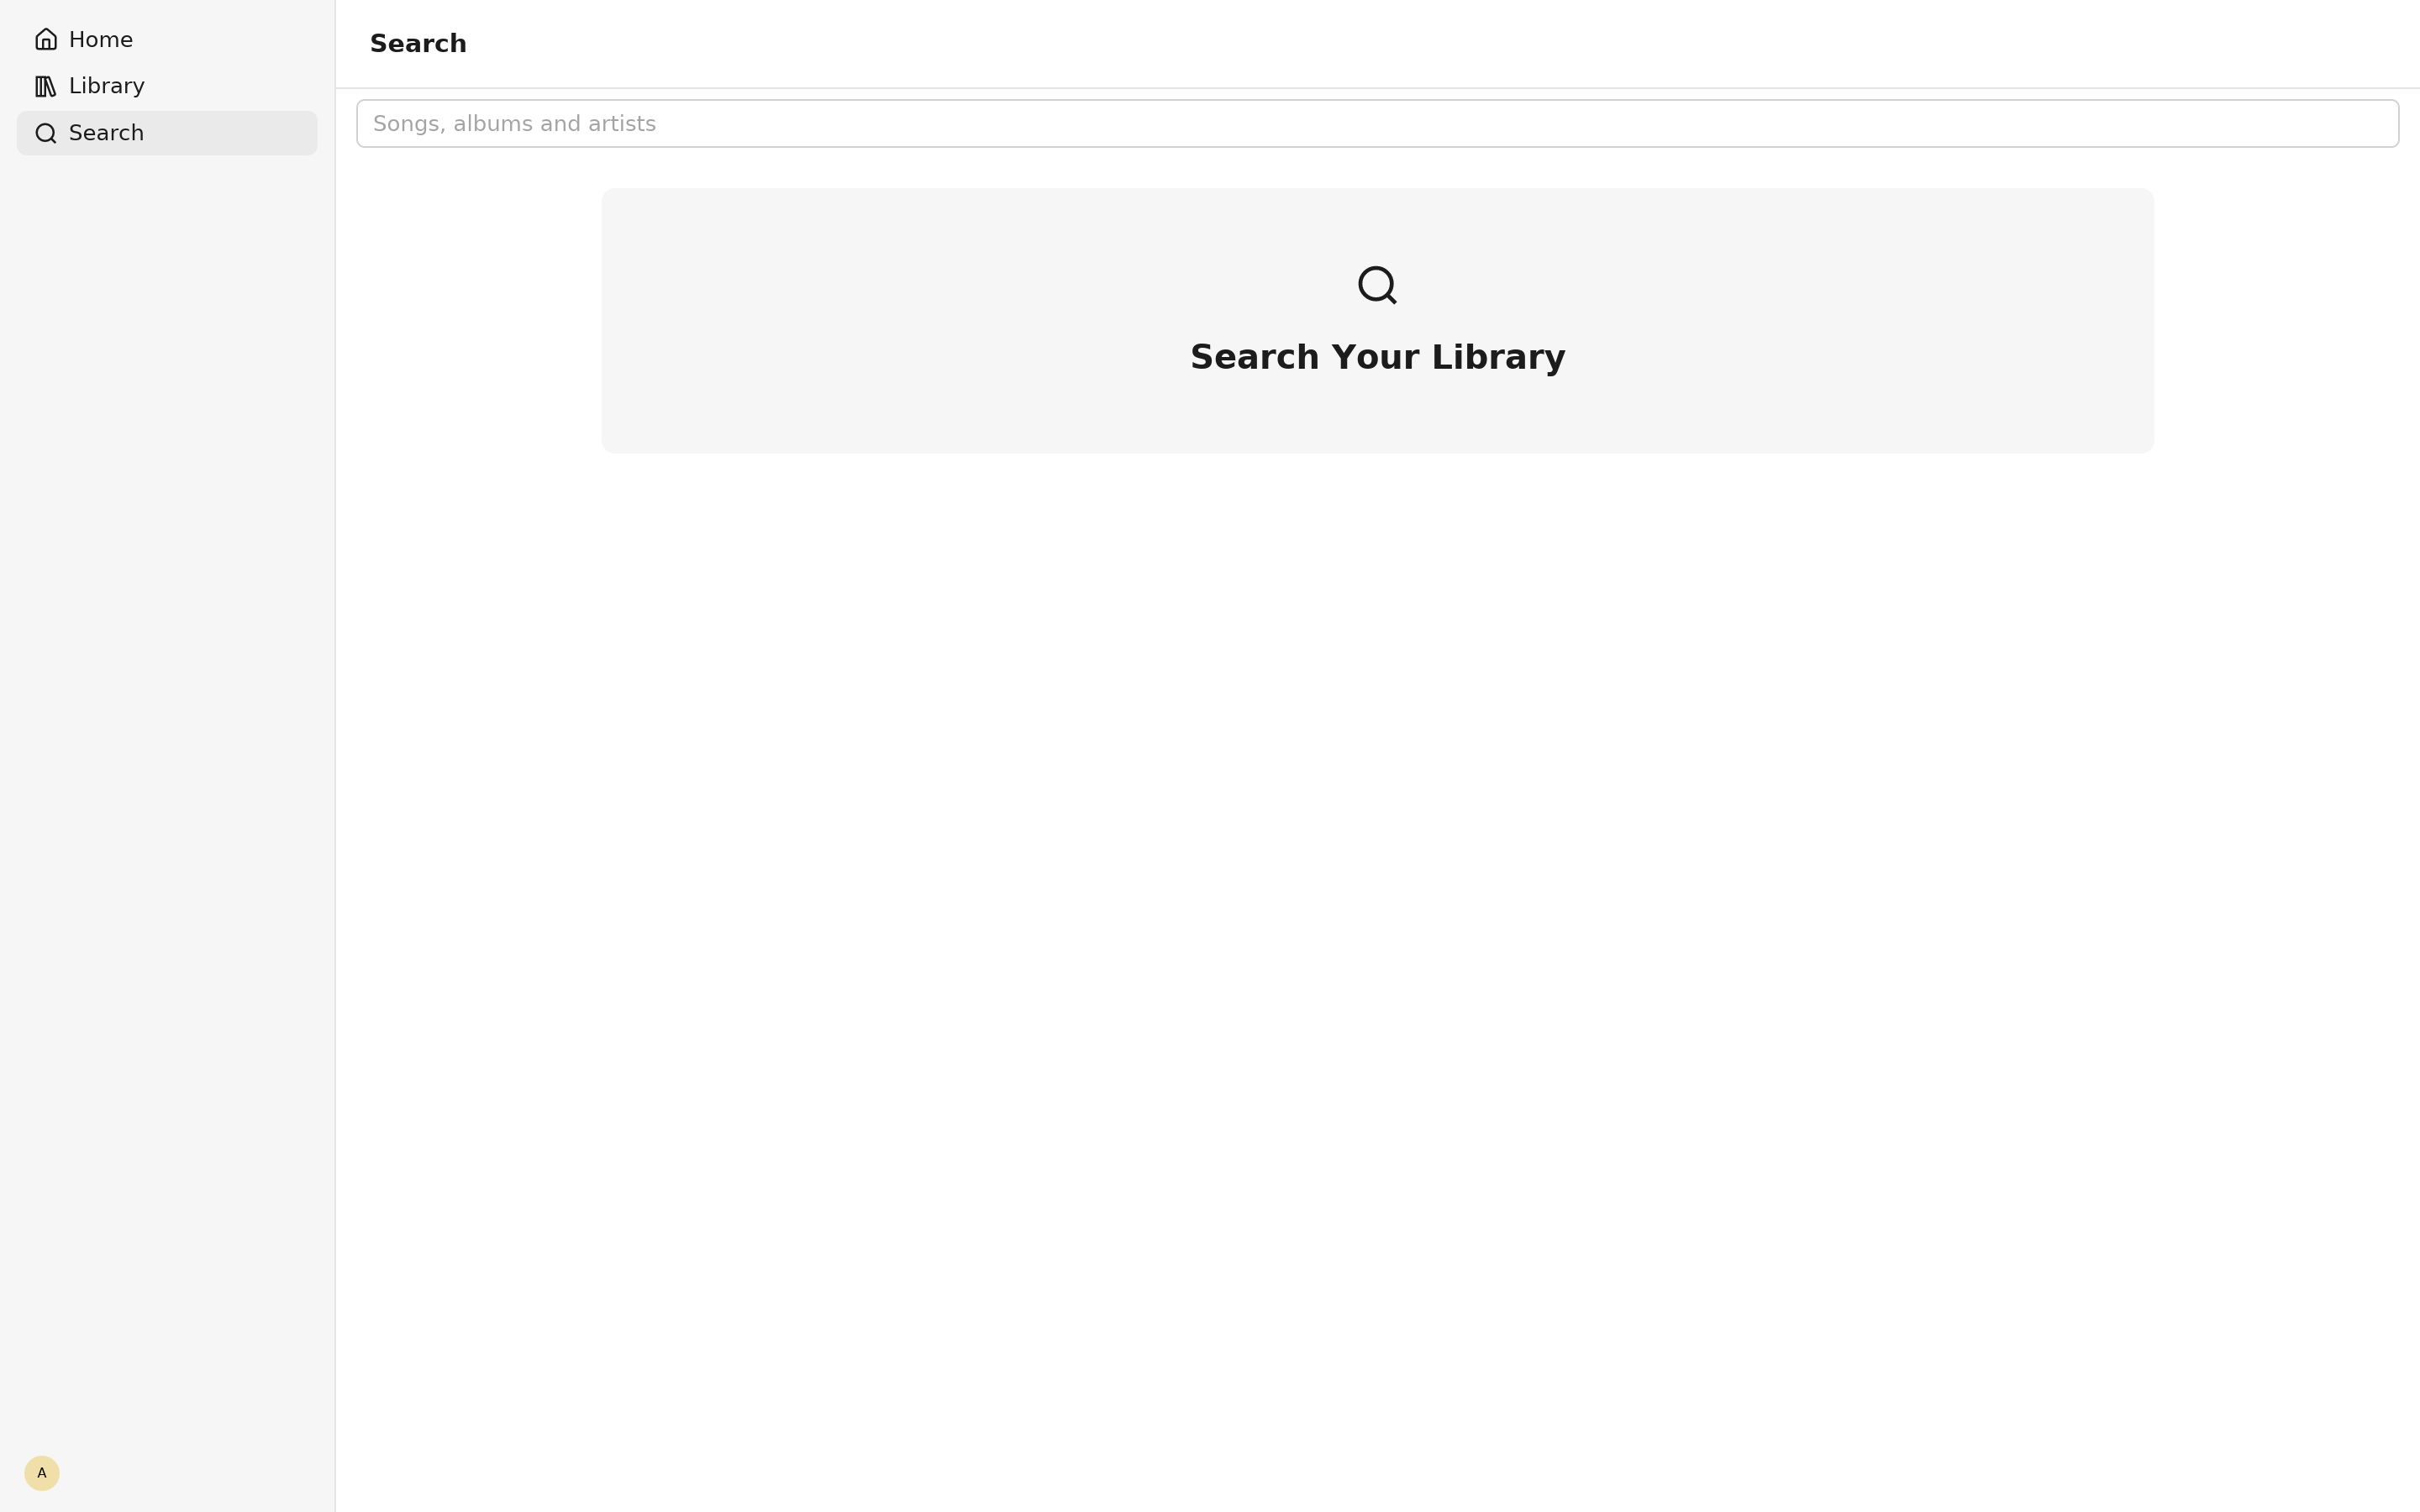 Home
Library
Search
Search
Songs, albums and artists
Search Your Library
A